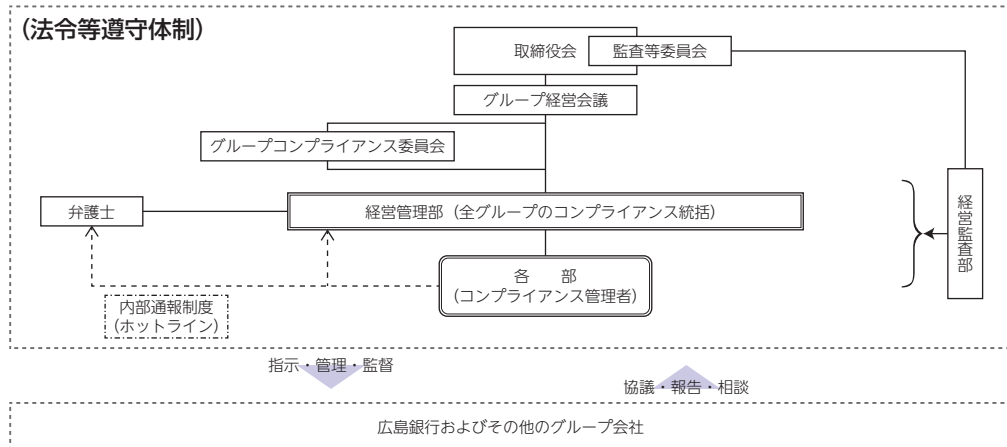 (法令等遵守体制)
取締役会
監査等委員会
グループ経営会議
グループコンプライアンス委員会
弁護士
経営管理部（全グループのコンプライアンス統括）
経営監査部
各　部
（コンプライアンス管理者）
内部通報制度
（ホットライン）
指示・管理・監督
協議・報告・相談
広島銀行およびその他のグループ会社